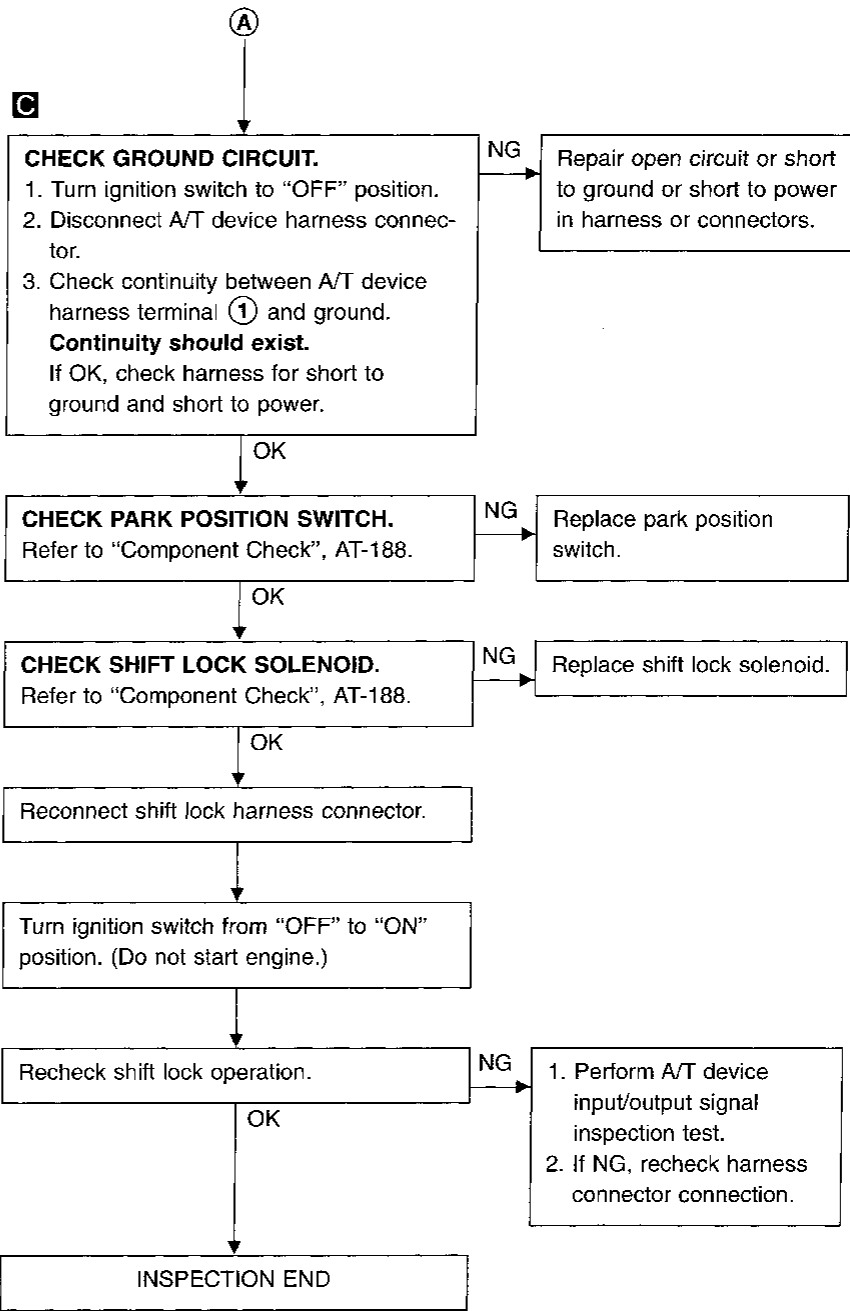 A
C
CHECK GROUND CIRCUIT.
1. Turn ignition switch to “OFF” position.
2. Disconnect A/T device harness connec-
tor.
3. Check continuity between A/T device
harness terminal ① and ground.
Continuity should exist.
If OK, check harness for short to
ground and short to power.
NG
Repair open circuit or short
to ground or short to power
in harness or connectors.
OK
CHECK PARK POSITION SWITCH.
Refer to “Component Check”, AT-188.
NG
Replace park position
switch.
OK
CHECK SHIFT LOCK SOLENOID.
Refer to “Component Check”, AT-188.
NG
Replace shift lock solenoid.
OK
Reconnect shift lock harness connector.
Turn ignition switch from “OFF” to “ON”
position. (Do not start engine.)
Recheck shift lock operation.
NG
1. Perform A/T device
input/output signal
inspection test.
2. If NG, recheck harness
connector connection.
OK
INSPECTION END